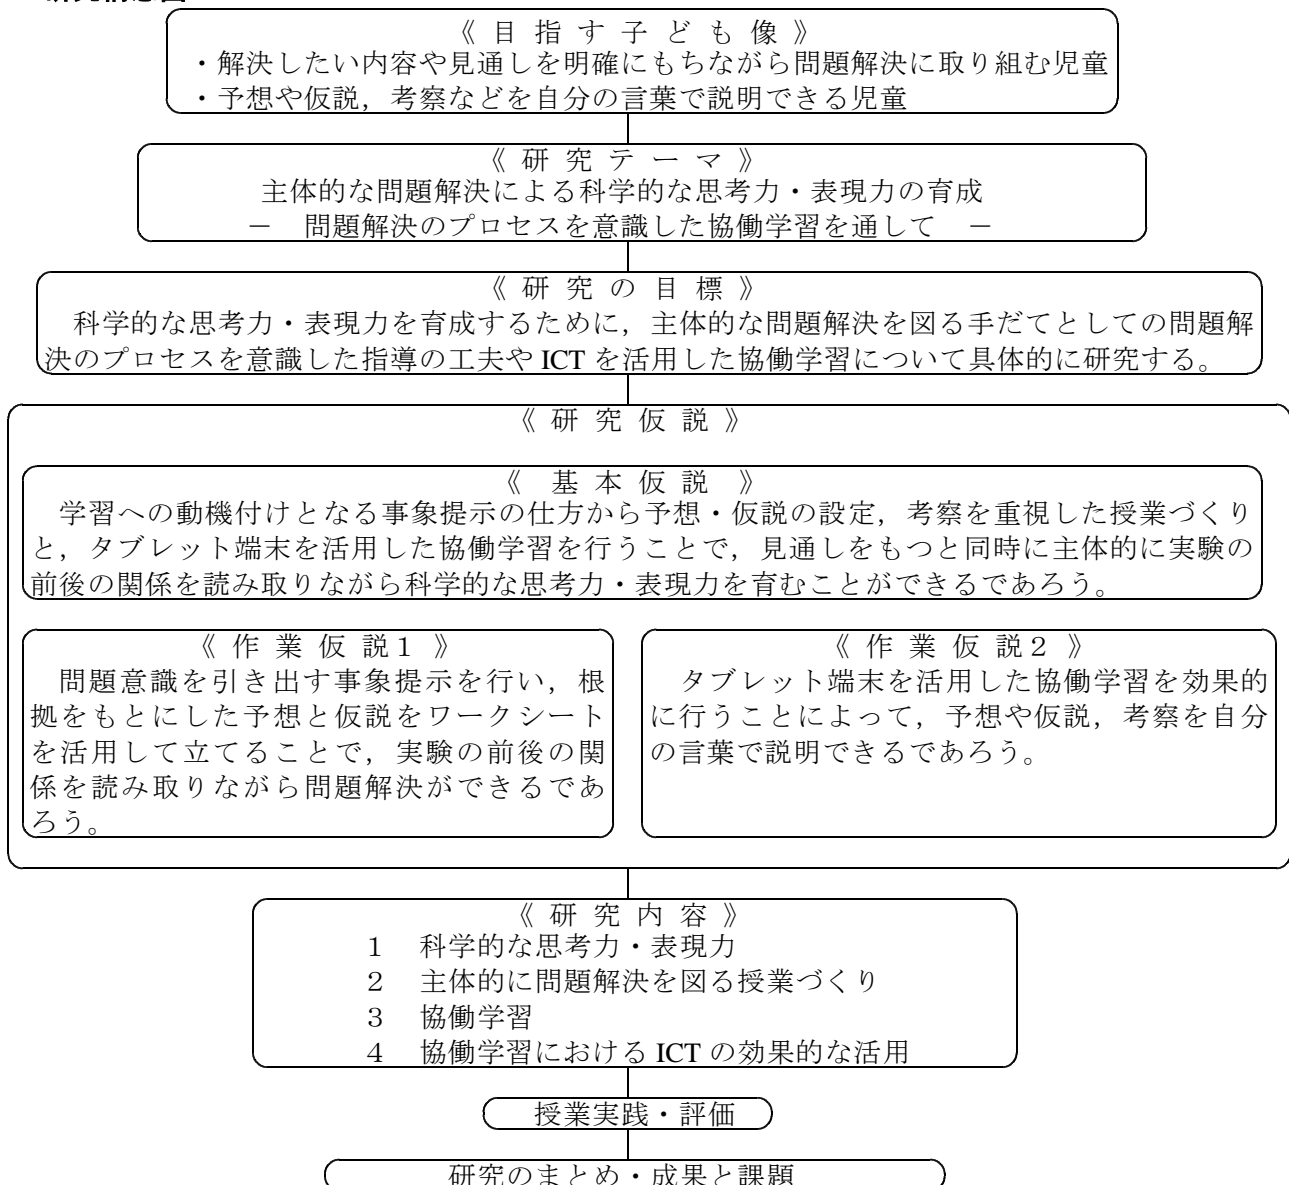 《 目 指 す 子 ど も 像 》
・解決したい内容や見通しを明確にもちながら問題解決に取り組む児童
・予想や仮説，考察などを自分の言葉で説明できる児童
《 研 究 テ ー マ 》
主体的な問題解決による科学的な思考力・表現力の育成
－　問題解決のプロセスを意識した協働学習を通して　－
《 研 究 の 目 標 》
科学的な思考力・表現力を育成するために，主体的な問題解決を図る手だてとしての問題解
決のプロセスを意識した指導の工夫や ICT を活用した協働学習について具体的に研究する。
《 研 究 仮 説 》
《　基 本 仮 説　》
学習への動機付けとなる事象提示の仕方から予想・仮説の設定，考察を重視した授業づくり
と，タブレット端末を活用した協働学習を行うことで，見通しをもつと同時に主体的に実験の
前後の関係を読み取りながら科学的な思考力・表現力を育むことができるであろう。
《 作 業 仮 説１ 》
問題意識を引き出す事象提示を行い，根
拠をもとにした予想と仮説をワークシート
を活用して立てることで，実験の前後の関
係を読み取りながら問題解決ができるであ
ろう。
《 作 業 仮 説２ 》
タブレット端末を活用した協働学習を効果的
に行うことによって，予想や仮説，考察を自分
の言葉で説明できるであろう。
《 研 究 内 容 》
１　科学的な思考力・表現力
２　主体的に問題解決を図る授業づくり
３　協働学習
４　協働学習における ICT の効果的な活用
授業実践・評価
研究のまとめ・成果と課題